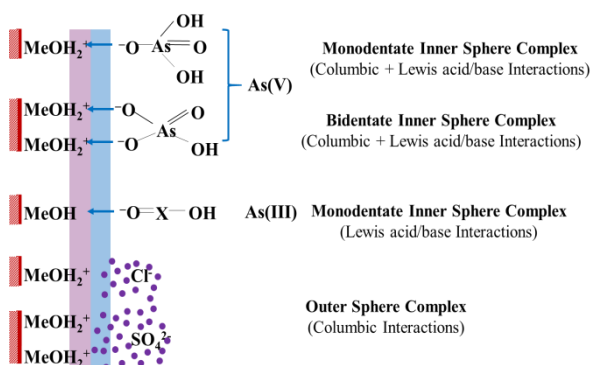 OH
MeOH₂⁺ ⁻O As O
OH
Monodentate Inner Sphere Complex
(Columbic + Lewis acid/base Interactions)
As(V)
MeOH₂⁺ ⁻O O
As
MeOH₂⁺ ⁻O OH
Bidentate Inner Sphere Complex
(Columbic + Lewis acid/base Interactions)
MeOH ⁻O=X–OH As(III) Monodentate Inner Sphere Complex
(Lewis acid/base Interactions)
MeOH₂⁺ Cl⁻
MeOH₂⁺
Outer Sphere Complex
(Columbic Interactions)
MeOH₂⁺ SO₄²⁻